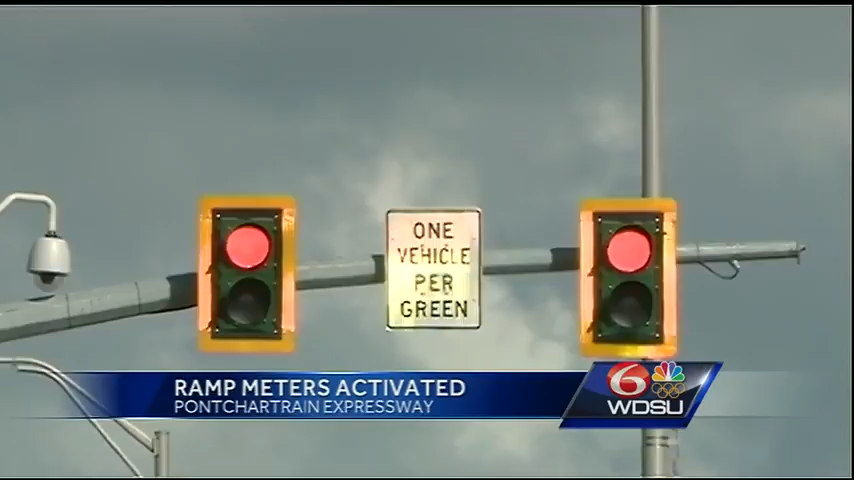 ONE
VEHICLE
PER
GREEN
RAMP METERS ACTIVATED
PONTCHARTRAIN EXPRESSWAY
6
WDSU